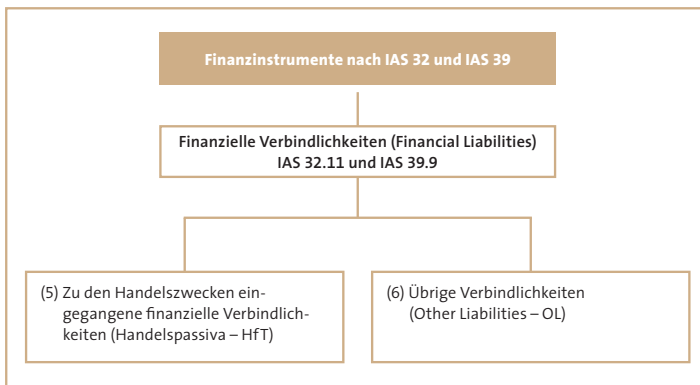 Finanzinstrumente nach IAS 32 und IAS 39
Finanzielle Verbindlichkeiten (Financial Liabilities)
IAS 32.11 und IAS 39.9
(5) Zu den Handelszwecken ein-
gegangene finanzielle Verbindlich-
keiten (Handelspassiva – HfT)
(6) Übrige Verbindlichkeiten
(Other Liabilities – OL)